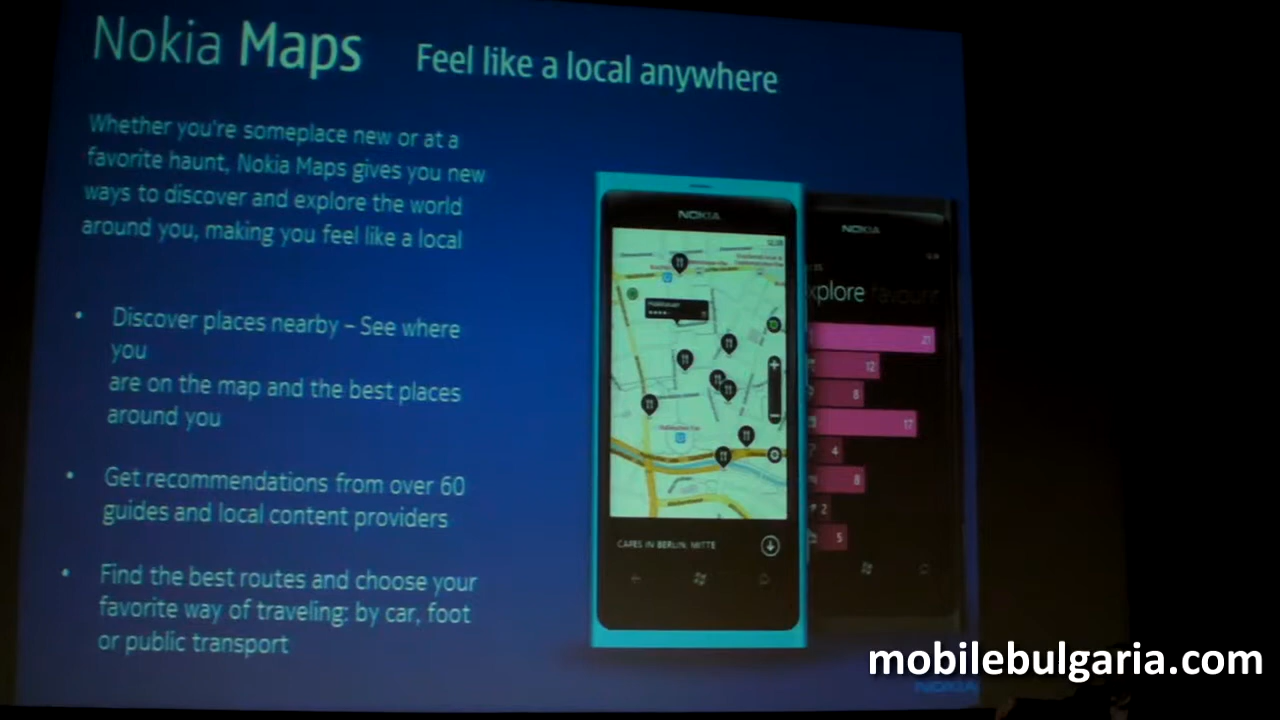 Nokia Maps Feel like a local anywhere
Whether you're someplace new or at a
favorite haunt, Nokia Maps gives you new
ways to discover and explore the world
around you, making you feel like a local
• Discover places nearby – See where
you
are on the map and the best places
around you
• Get recommendations from over 60
guides and local content providers
• Find the best routes and choose your
favorite way of traveling: by car, foot
or public transport
NOKIA
CAFES IN BERLIN, MITTE
NOKIA
xplore favourit
21
12
8
17
4
8
2
5
mobilebulgaria.com
NOKIA